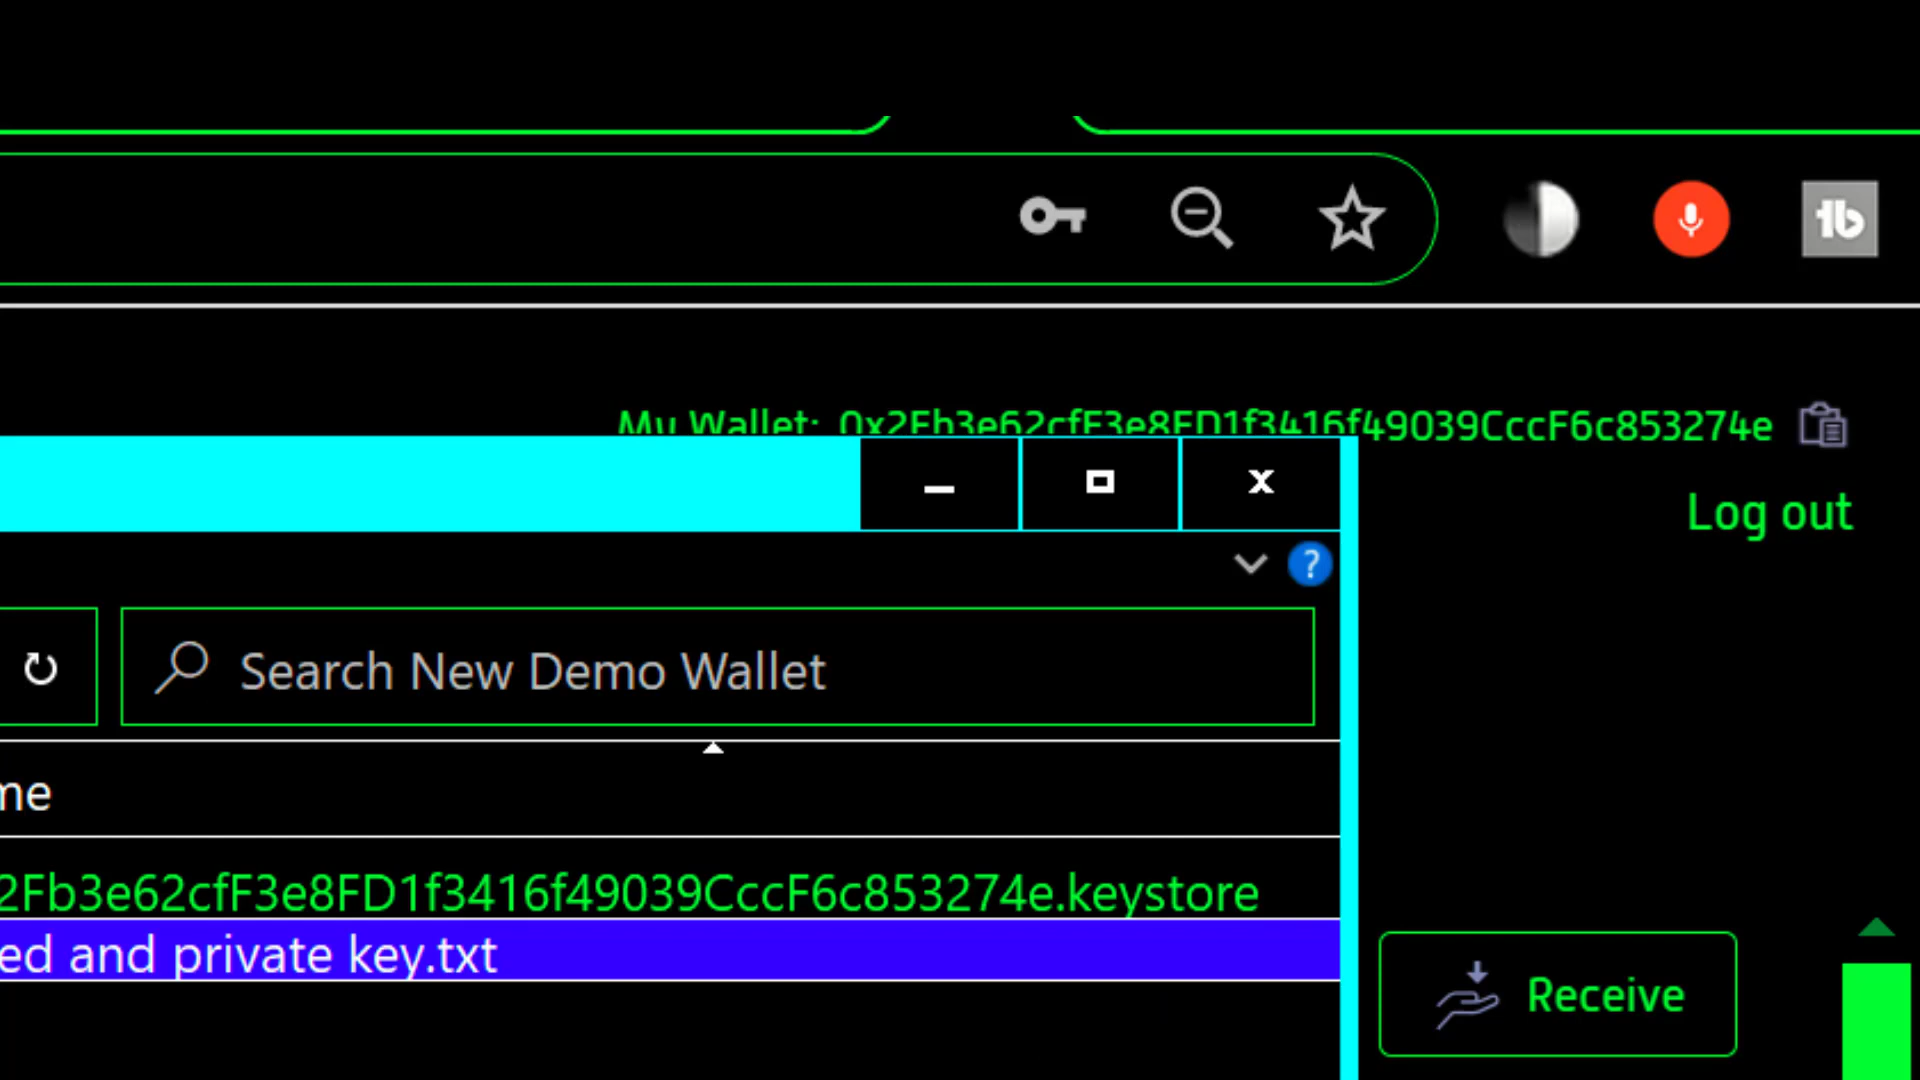 My Wallet: 0x2Fb3e62cfF3e8FD1f3416f49039CccF6c853274e
Log out
Search New Demo Wallet
me
2Fb3e62cfF3e8FD1f3416f49039CccF6c853274e.keystore
ed and private key.txt
Receive